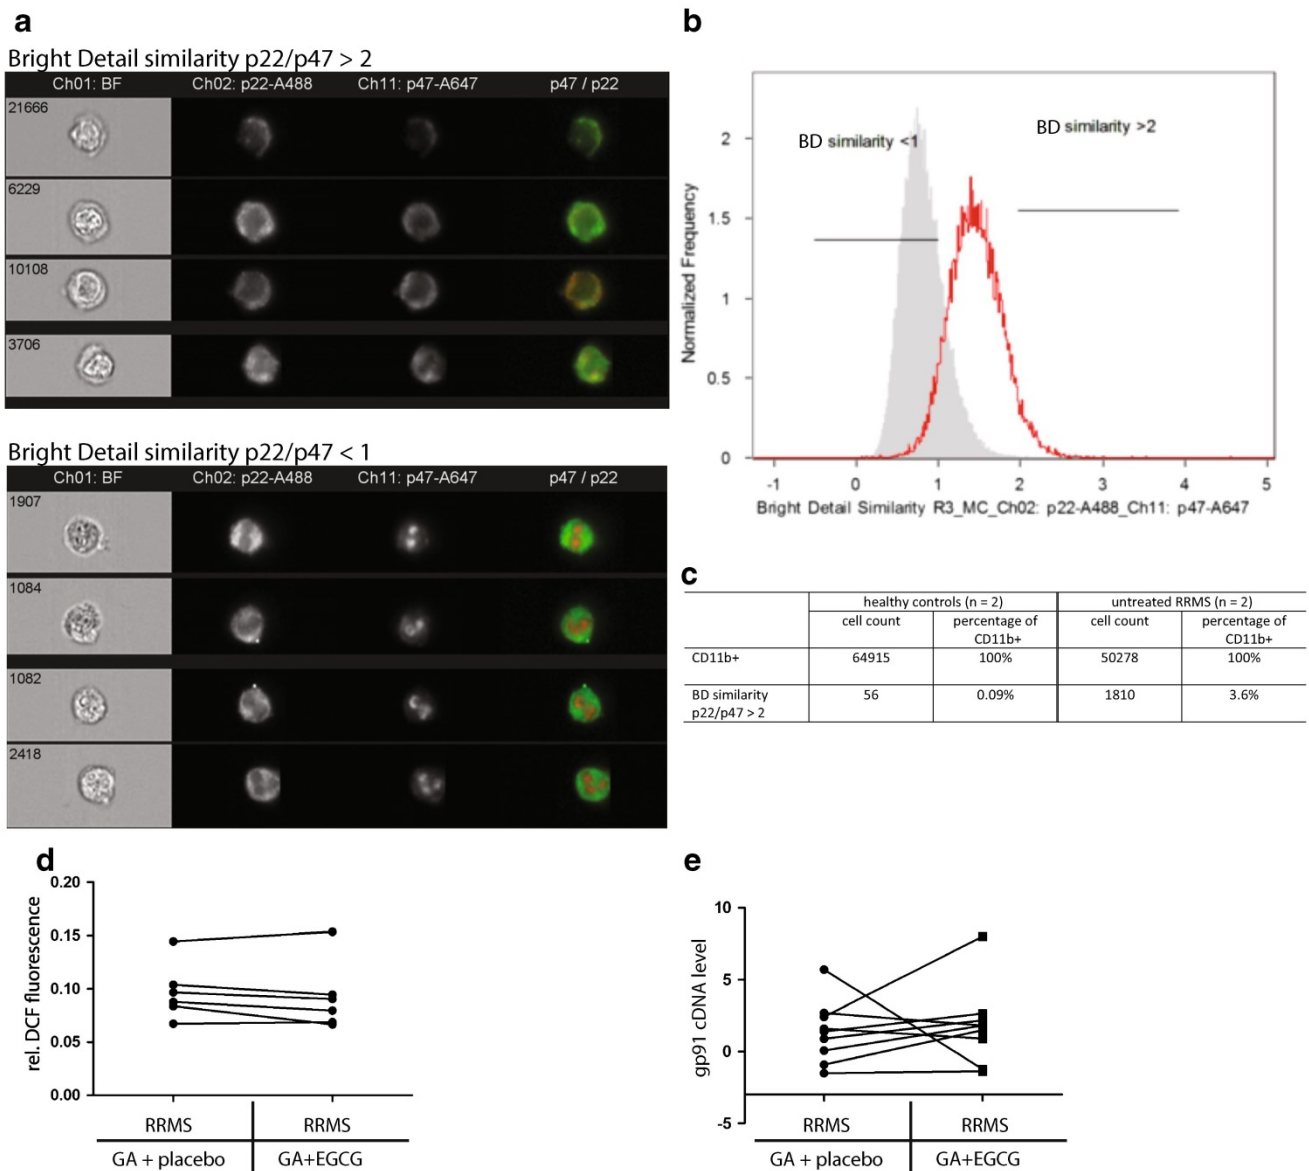 a
Bright Detail similarity p22/p47 > 2
Ch01: BF Ch02: p22-A488 Ch11: p47-A647 p47 / p22
21666
6229
10108
3706
Bright Detail similarity p22/p47 < 1
Ch01: BF Ch02: p22-A488 Ch11: p47-A647 p47 / p22
1907
1084
1082
2418
b
BD similarity <1
BD similarity >2
Normalized Frequency
2
1.5
1
0.5
0
-1 0 1 2 3 4 5
Bright Detail Similarity R3_MC_Ch02: p22-A488_Ch11: p47-A647
c
healthy controls (n = 2) untreated RRMS (n = 2)
cell count percentage of CD11b+ cell count percentage of CD11b+
CD11b+ 64915 100% 50278 100%
BD similarity p22/p47 > 2 56 0.09% 1810 3.6%
d
rel. DCF fluorescence
0.20
0.15
0.10
0.05
0.00
RRMS RRMS
GA + placebo GA+EGCG
e
gp91 cDNA level
10
5
0
-5
RRMS RRMS
GA + placebo GA+EGCG